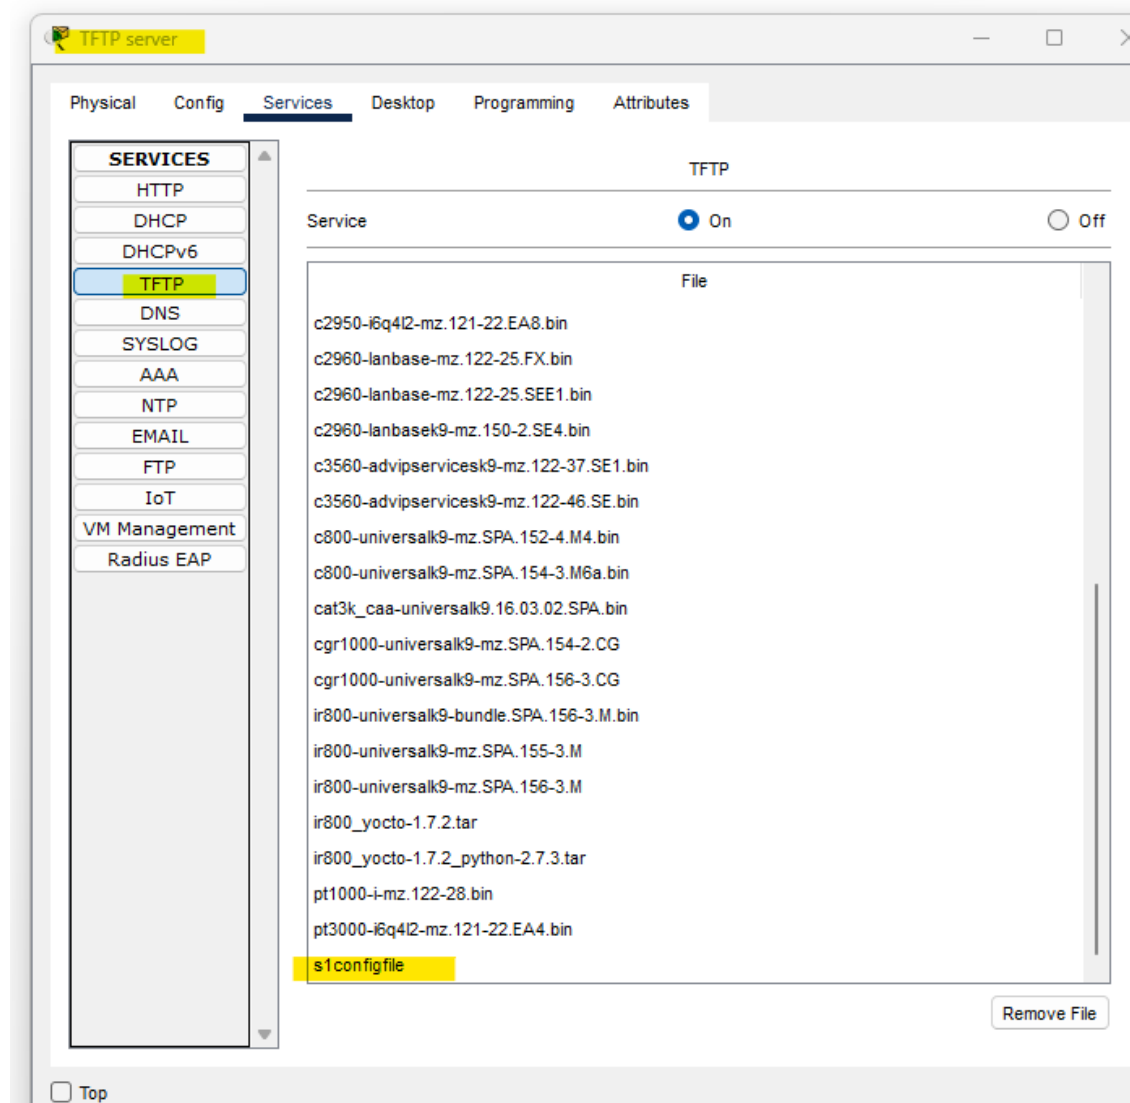 TFTP server
Physical Config Services Desktop Programming Attributes
SERVICES
HTTP
DHCP
DHCPv6
TFTP
DNS
SYSLOG
AAA
NTP
EMAIL
FTP
IoT
VM Management
Radius EAP
TFTP
Service On Off
File
c2950-i6q4l2-mz.121-22.EA8.bin
c2960-lanbase-mz.122-25.FX.bin
c2960-lanbase-mz.122-25.SEE1.bin
c2960-lanbasek9-mz.150-2.SE4.bin
c3560-advipservicesk9-mz.122-37.SE1.bin
c3560-advipservicesk9-mz.122-46.SE.bin
c800-universalk9-mz.SPA.152-4.M4.bin
c800-universalk9-mz.SPA.154-3.M6a.bin
cat3k_caa-universalk9.16.03.02.SPA.bin
cgr1000-universalk9-mz.SPA.154-2.CG
cgr1000-universalk9-mz.SPA.156-3.CG
ir800-universalk9-bundle.SPA.156-3.M.bin
ir800-universalk9-mz.SPA.155-3.M
ir800-universalk9-mz.SPA.156-3.M
ir800_yocto-1.7.2.tar
ir800_yocto-1.7.2_python-2.7.3.tar
pt1000-i-mz.122-28.bin
pt3000-i6q4l2-mz.121-22.EA4.bin
s1configfile
Remove File
Top